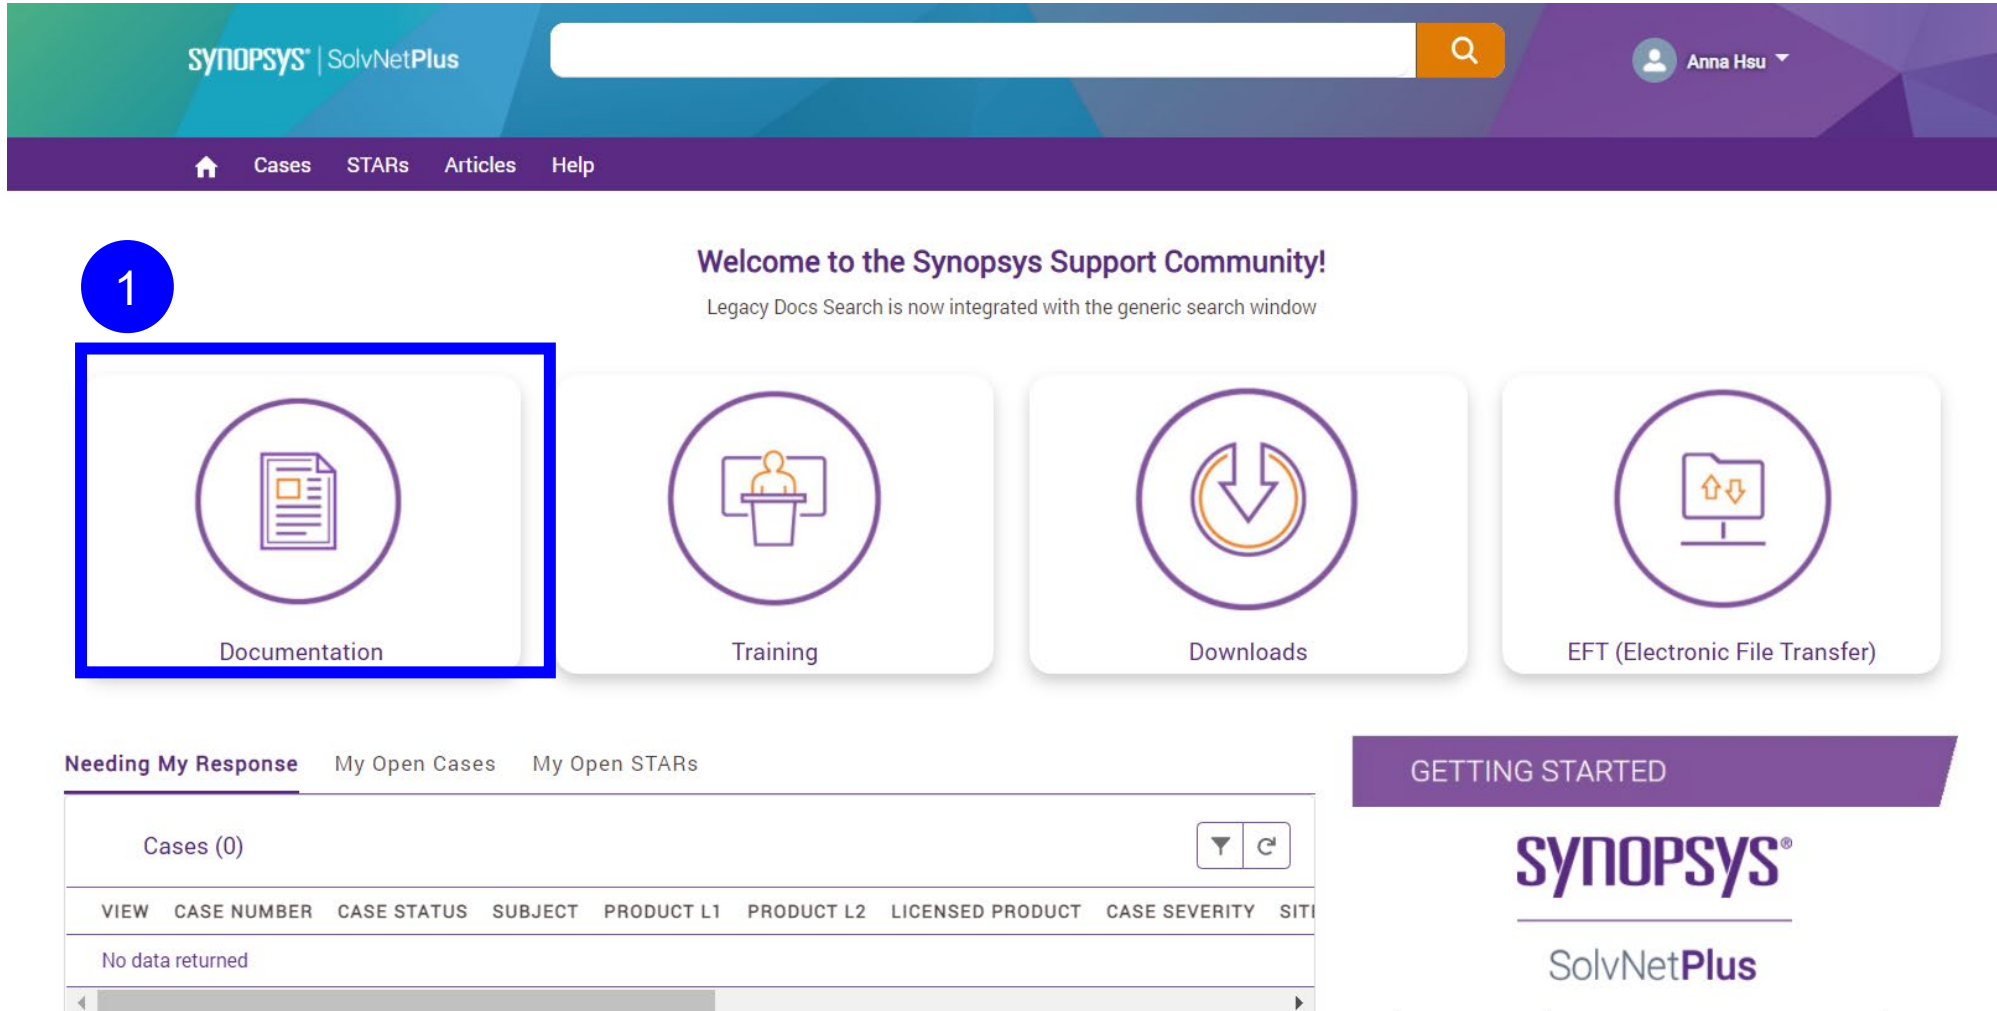 SYNOPSYS® | SolvNetPlus
Anna Hsu
Cases STARs Articles Help
1
Welcome to the Synopsys Support Community!
Legacy Docs Search is now integrated with the generic search window
Documentation
Training
Downloads
EFT (Electronic File Transfer)
Needing My Response My Open Cases My Open STARs
Cases (0)
VIEW CASE NUMBER CASE STATUS SUBJECT PRODUCT L1 PRODUCT L2 LICENSED PRODUCT CASE SEVERITY
No data returned
GETTING STARTED
SYNOPSYS®
SolvNetPlus